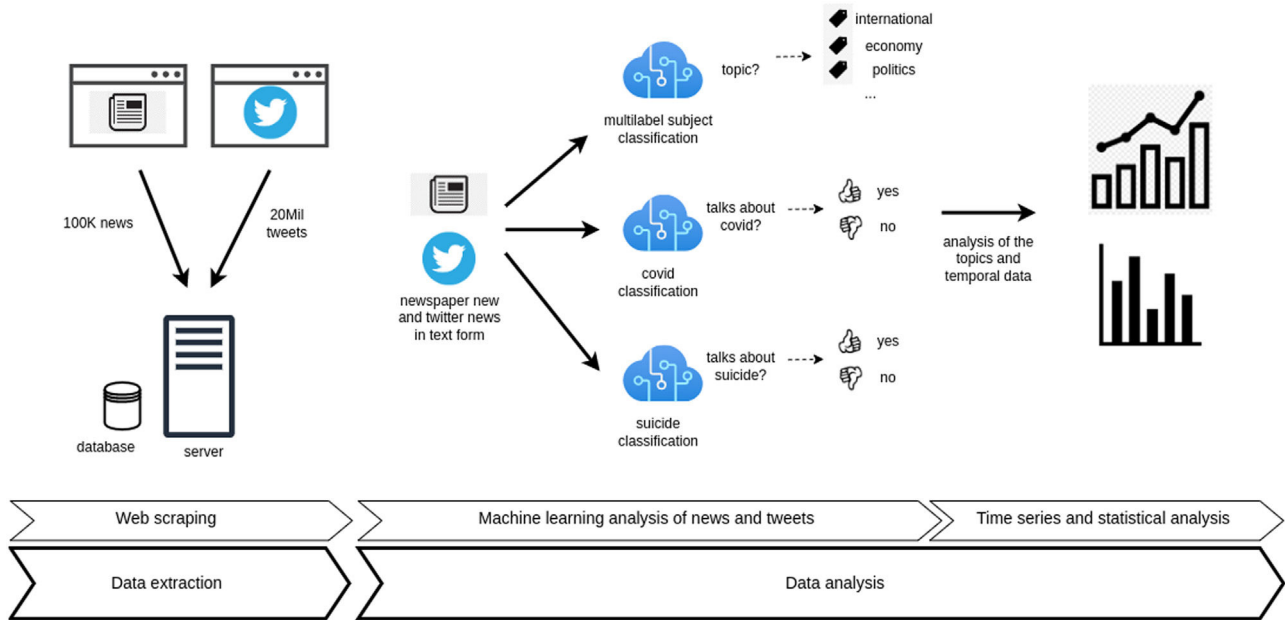 100K news
20Mil
tweets
database
server
newspaper new
and twitter news
in text form
multilabel subject
classification
topic?
international
economy
politics
...
covid
classification
talks about
covid?
yes
no
suicide
classification
talks about
suicide?
yes
no
analysis of the
topics and
temporal data
Web scraping
Machine learning analysis of news and tweets
Time series and statistical analysis
Data extraction
Data analysis